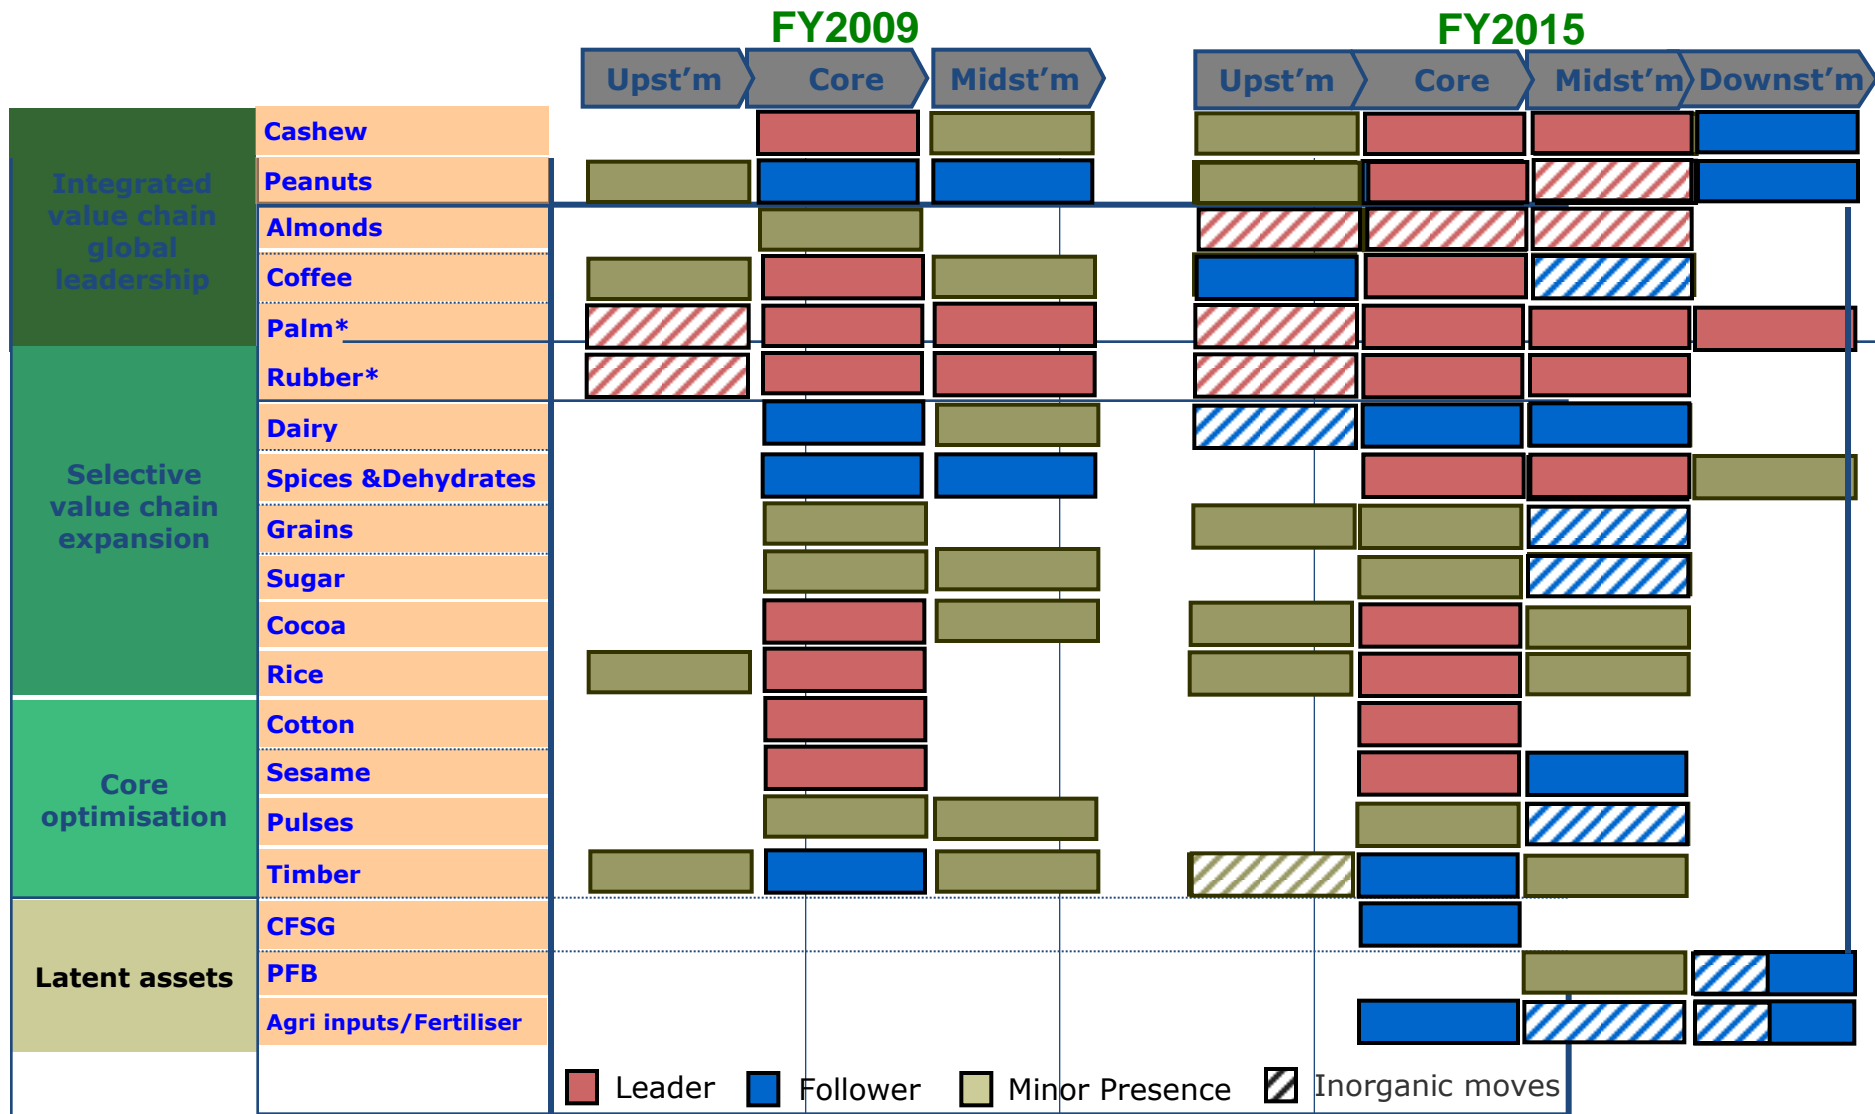 FY2009
FY2015
Upst’m
Core
Midst’m
Upst’m
Core
Midst’m
Downst’m
Integrated
value chain
global
leadership
Cashew
Peanuts
Almonds
Coffee
Palm*
Selective
value chain
expansion
Rubber*
Dairy
Spices &Dehydrates
Grains
Sugar
Cocoa
Rice
Core
optimisation
Cotton
Sesame
Pulses
Timber
Latent assets
CFSG
PFB
Agri inputs/Fertiliser
Leader
Follower
Minor Presence
Inorganic moves